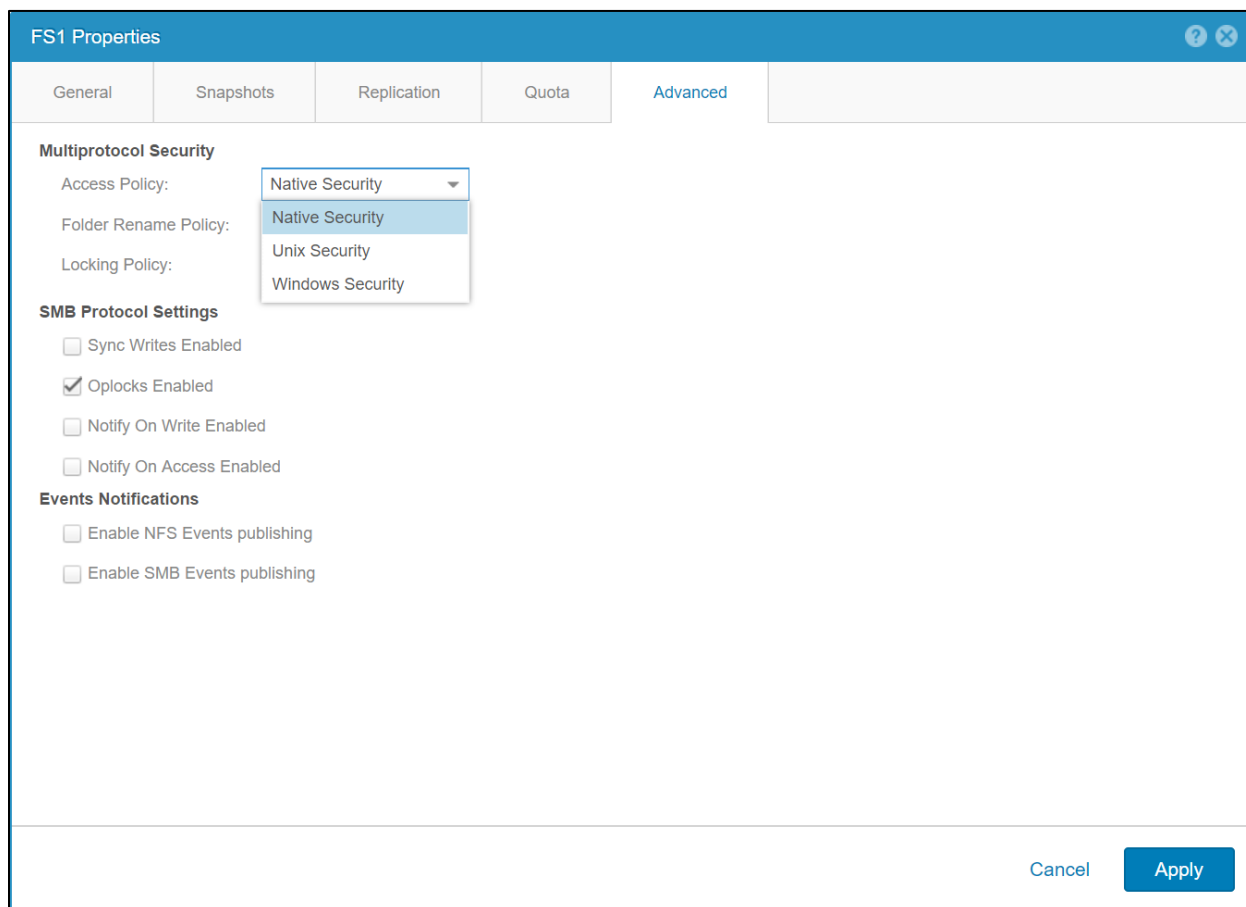 FS1 Properties
General Snapshots Replication Quota Advanced
Multiprotocol Security
Access Policy: Native Security
Native Security
Folder Rename Policy:
Unix Security
Locking Policy:
Windows Security
SMB Protocol Settings
Sync Writes Enabled
Oplocks Enabled
Notify On Write Enabled
Notify On Access Enabled
Events Notifications
Enable NFS Events publishing
Enable SMB Events publishing
Cancel Apply